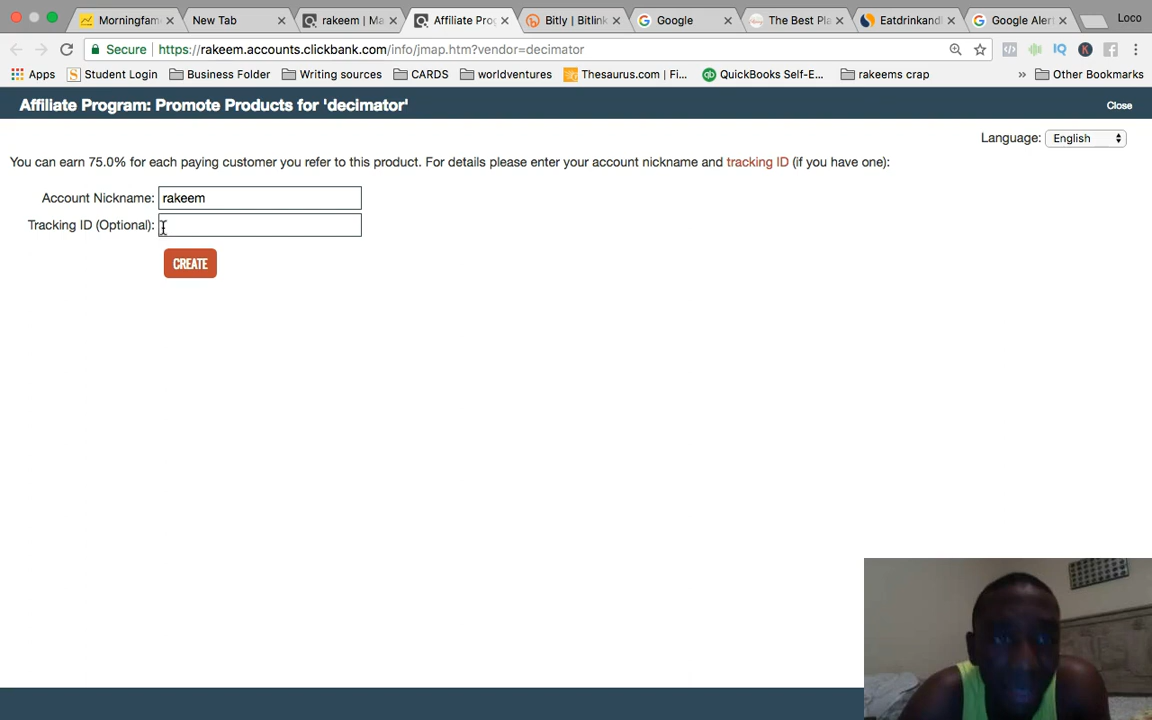 Morningfam
New Tab
rakeem | Ma
Affiliate Pro
Bitly | Bitlink
Google
The Best Pla
Eatdrinkandi
Google Aler
Loco
Secure https://rakeem.accounts.clickbank.com/info/jmap.htm?vendor=decimator
Apps Student Login Business Folder Writing sources CARDS worldventures Thesaurus.com | Fi... QuickBooks Self-E... rakeems crap » Other Bookmarks
Affiliate Program: Promote Products for 'decimator' Close
Language: English
You can earn 75.0% for each paying customer you refer to this product. For details please enter your account nickname and tracking ID (if you have one):
Account Nickname: rakeem
Tracking ID (Optional):
CREATE